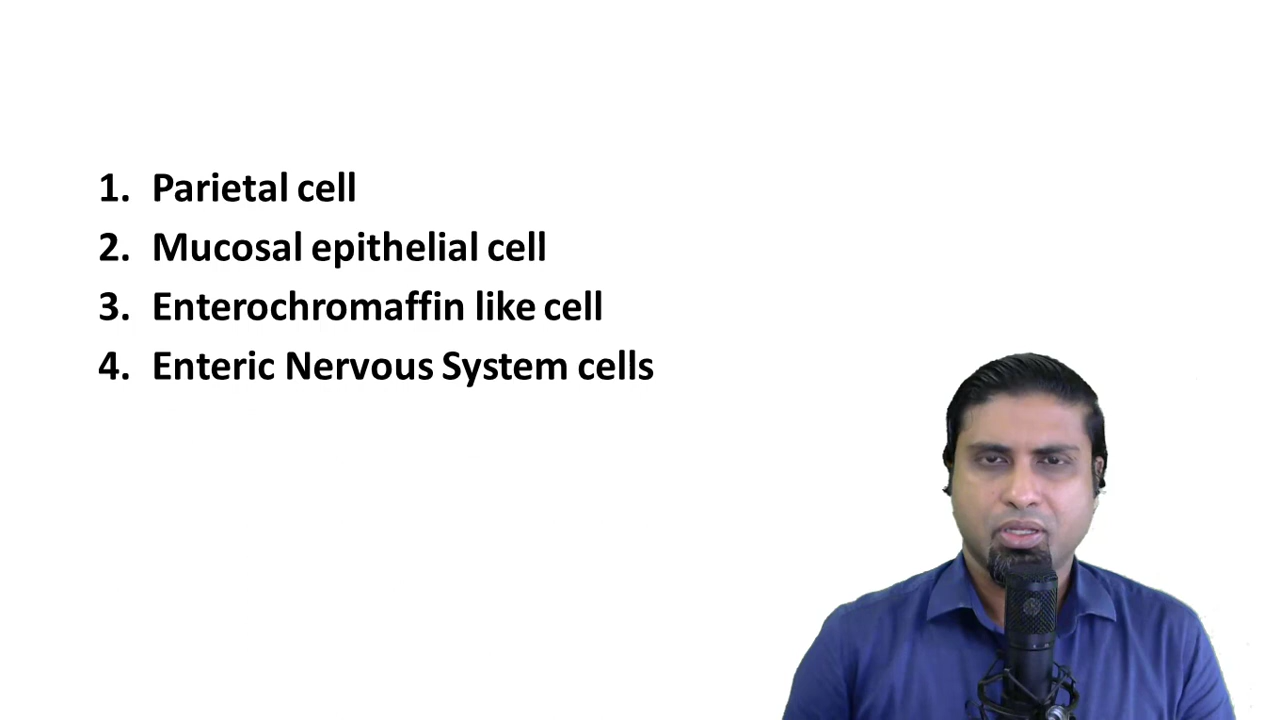 1. Parietal cell
2. Mucosal epithelial cell
3. Enterochromaffin like cell
4. Enteric Nervous System cells